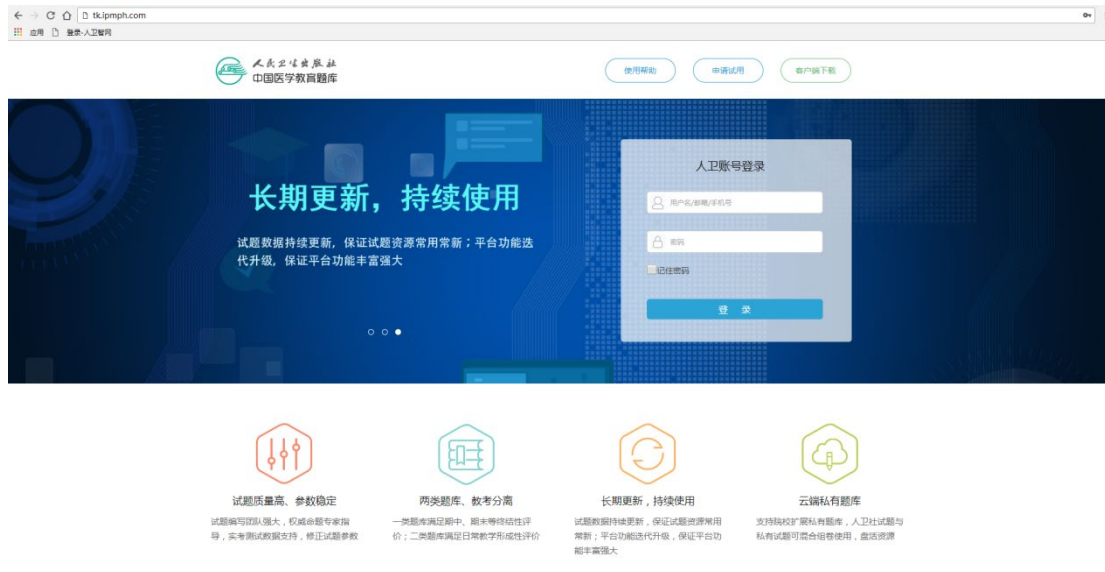 tk.ipmph.com
应用 登录-人卫智网
人民卫生出版社
中国医学教育题库
使用帮助 申请试用 客户端下载
长期更新，持续使用
试题数据持续更新，保证试题资源常用常新；平台功能迭
代升级，保证平台功能丰富强大
人卫账号登录
用户名/邮箱/手机号
密码
记住密码
登 录
试题质量高、参数稳定
试题编写团队强大，权威命题专家指
导，实考测试数据支持，修正试题参数
两类题库、教考分离
一类题库满足期中、期末等终结性评
价；二类题库满足日常教学形成性评价
长期更新，持续使用
试题数据持续更新，保证试题资源常用
常新；平台功能迭代升级，保证平台功
能丰富强大
云端私有题库
支持院校扩展私有题库，人卫社试题与
私有试题可混合组卷使用，盘活资源